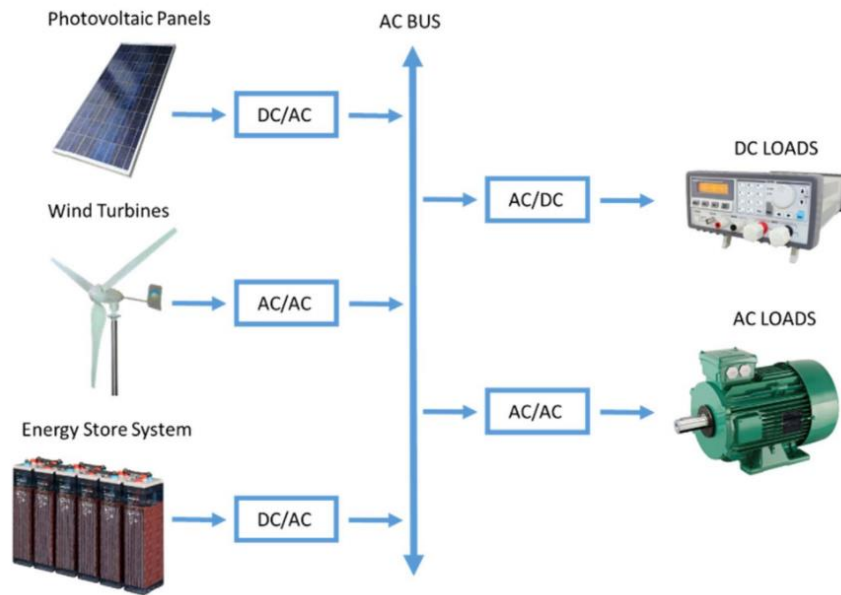 Photovoltaic Panels
AC BUS
DC/AC
DC LOADS
AC/DC
Wind Turbines
AC/AC
AC LOADS
AC/AC
Energy Store System
DC/AC